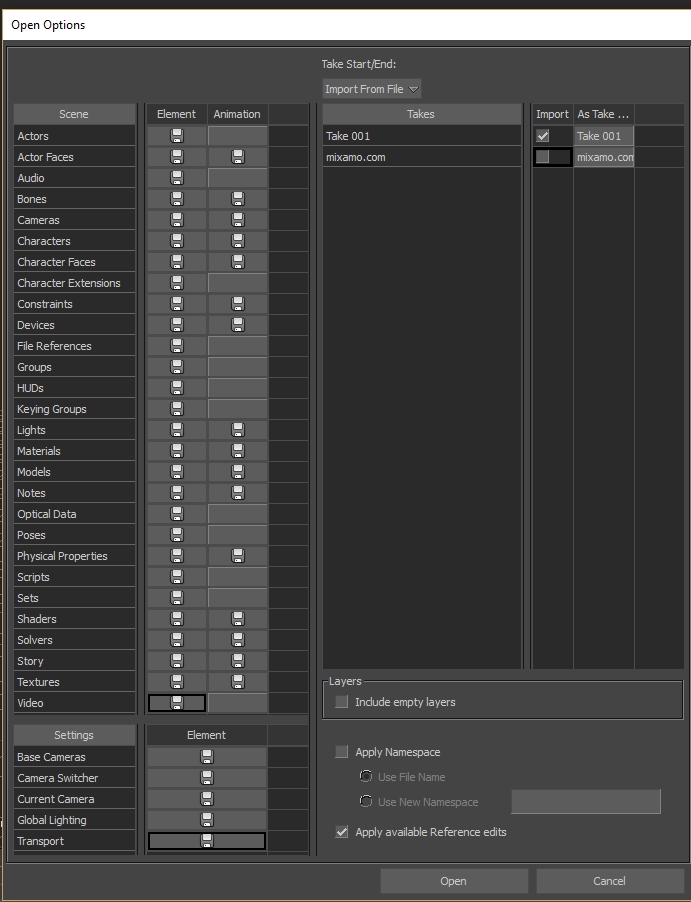 Open Options
Take Start/End:
Import From File
Scene Element Animation Takes Import As Take ...
Actors Take 001 Take 001
Actor Faces mixamo.com mixamo.com
Audio
Bones
Cameras
Characters
Character Faces
Character Extensions
Constraints
Devices
File References
Groups
HUDs
Keying Groups
Lights
Materials
Models
Notes
Optical Data
Poses
Physical Properties
Scripts
Sets
Shaders
Solvers
Story
Textures
Video
Layers
Include empty layers
Settings Element
Base Cameras
Camera Switcher
Current Camera
Global Lighting
Transport
Apply Namespace
Use File Name
Use New Namespace
Apply available Reference edits
Open Cancel